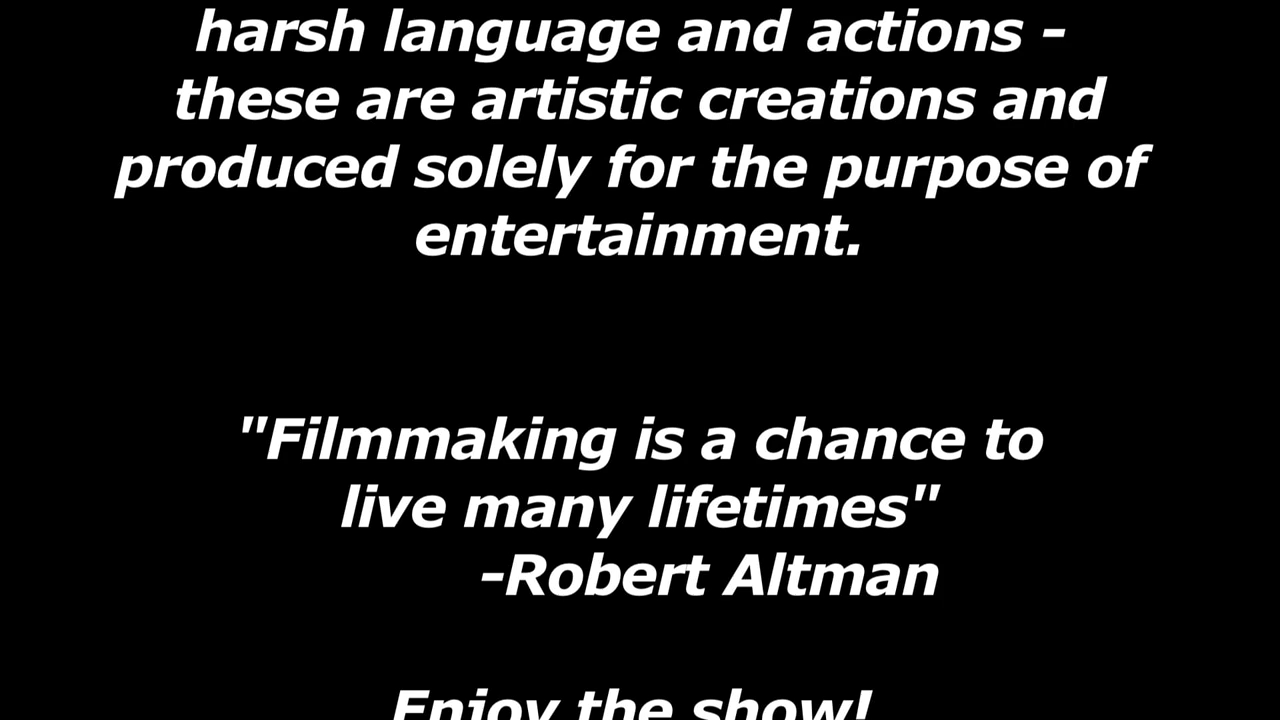 harsh language and actions -
these are artistic creations and
produced solely for the purpose of
entertainment.
"Filmmaking is a chance to
live many lifetimes"
-Robert Altman
Enjoy the show!